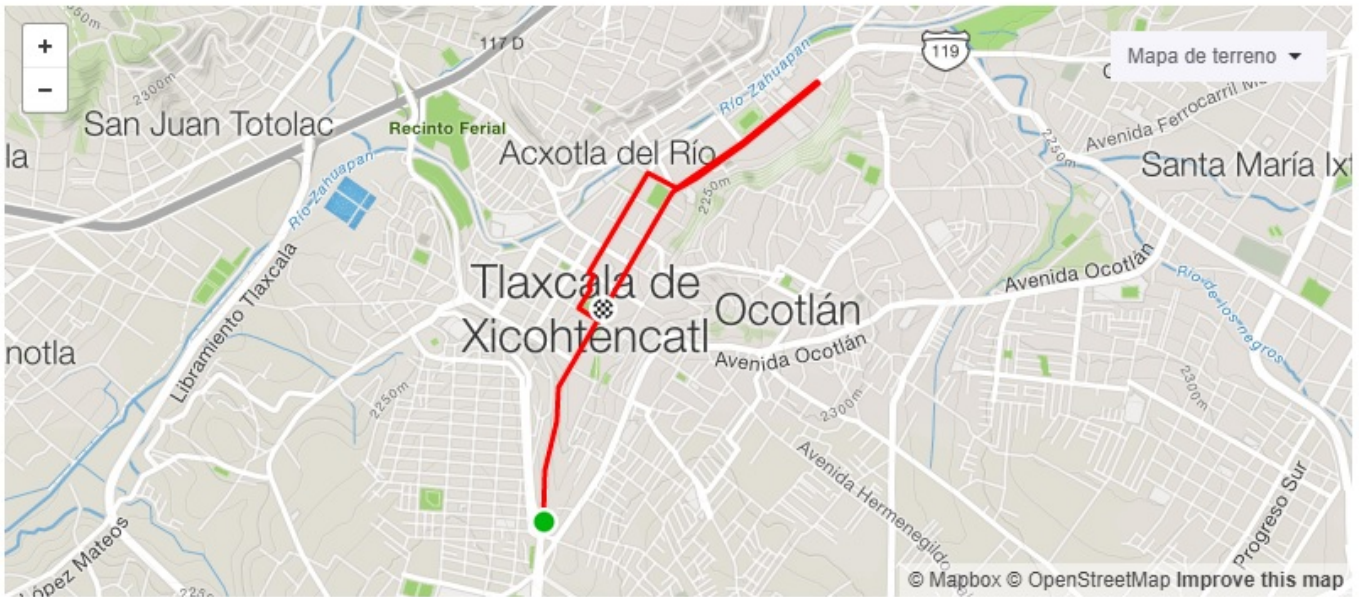 +
−
350m
117 D
119
Mapa de terreno
2300m
Río Zahuapan
San Juan Totolac
Recinto Ferial
Avenida Ferrocarril
la
Acxotla del Río
2250m
Santa María Ixt
Río Zahuapan
2250m
Libramiento Tlaxcala
Tlaxcala de
Xicohténcatl
Ocotlán
Avenida Ocotlán
Río de los negros
notla
Avenida Ocotlán
2250m
2300m
2300m
Avenida Hermenegildo
López Mateos
Progreso Sur
© Mapbox © OpenStreetMap Improve this map